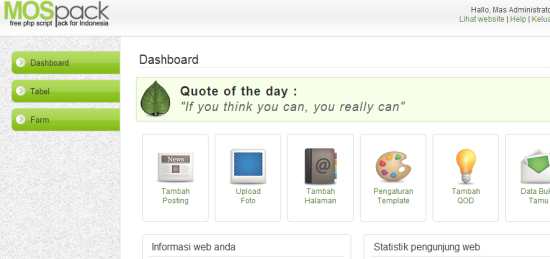 MOSpack
free php script pack for Indonesia
Hallo, Mas Administrato
Lihat website | Help | Kelua
Dashboard
Tabel
Form
Dashboard
Quote of the day :
"If you think you can, you really can"
News
Tambah
Posting
Upload
Foto
@
Tambah
Halaman
Pengaturan
Template
Tambah
QOD
Data Buk
Tamu
Informasi web anda
Statistik pengunjung web